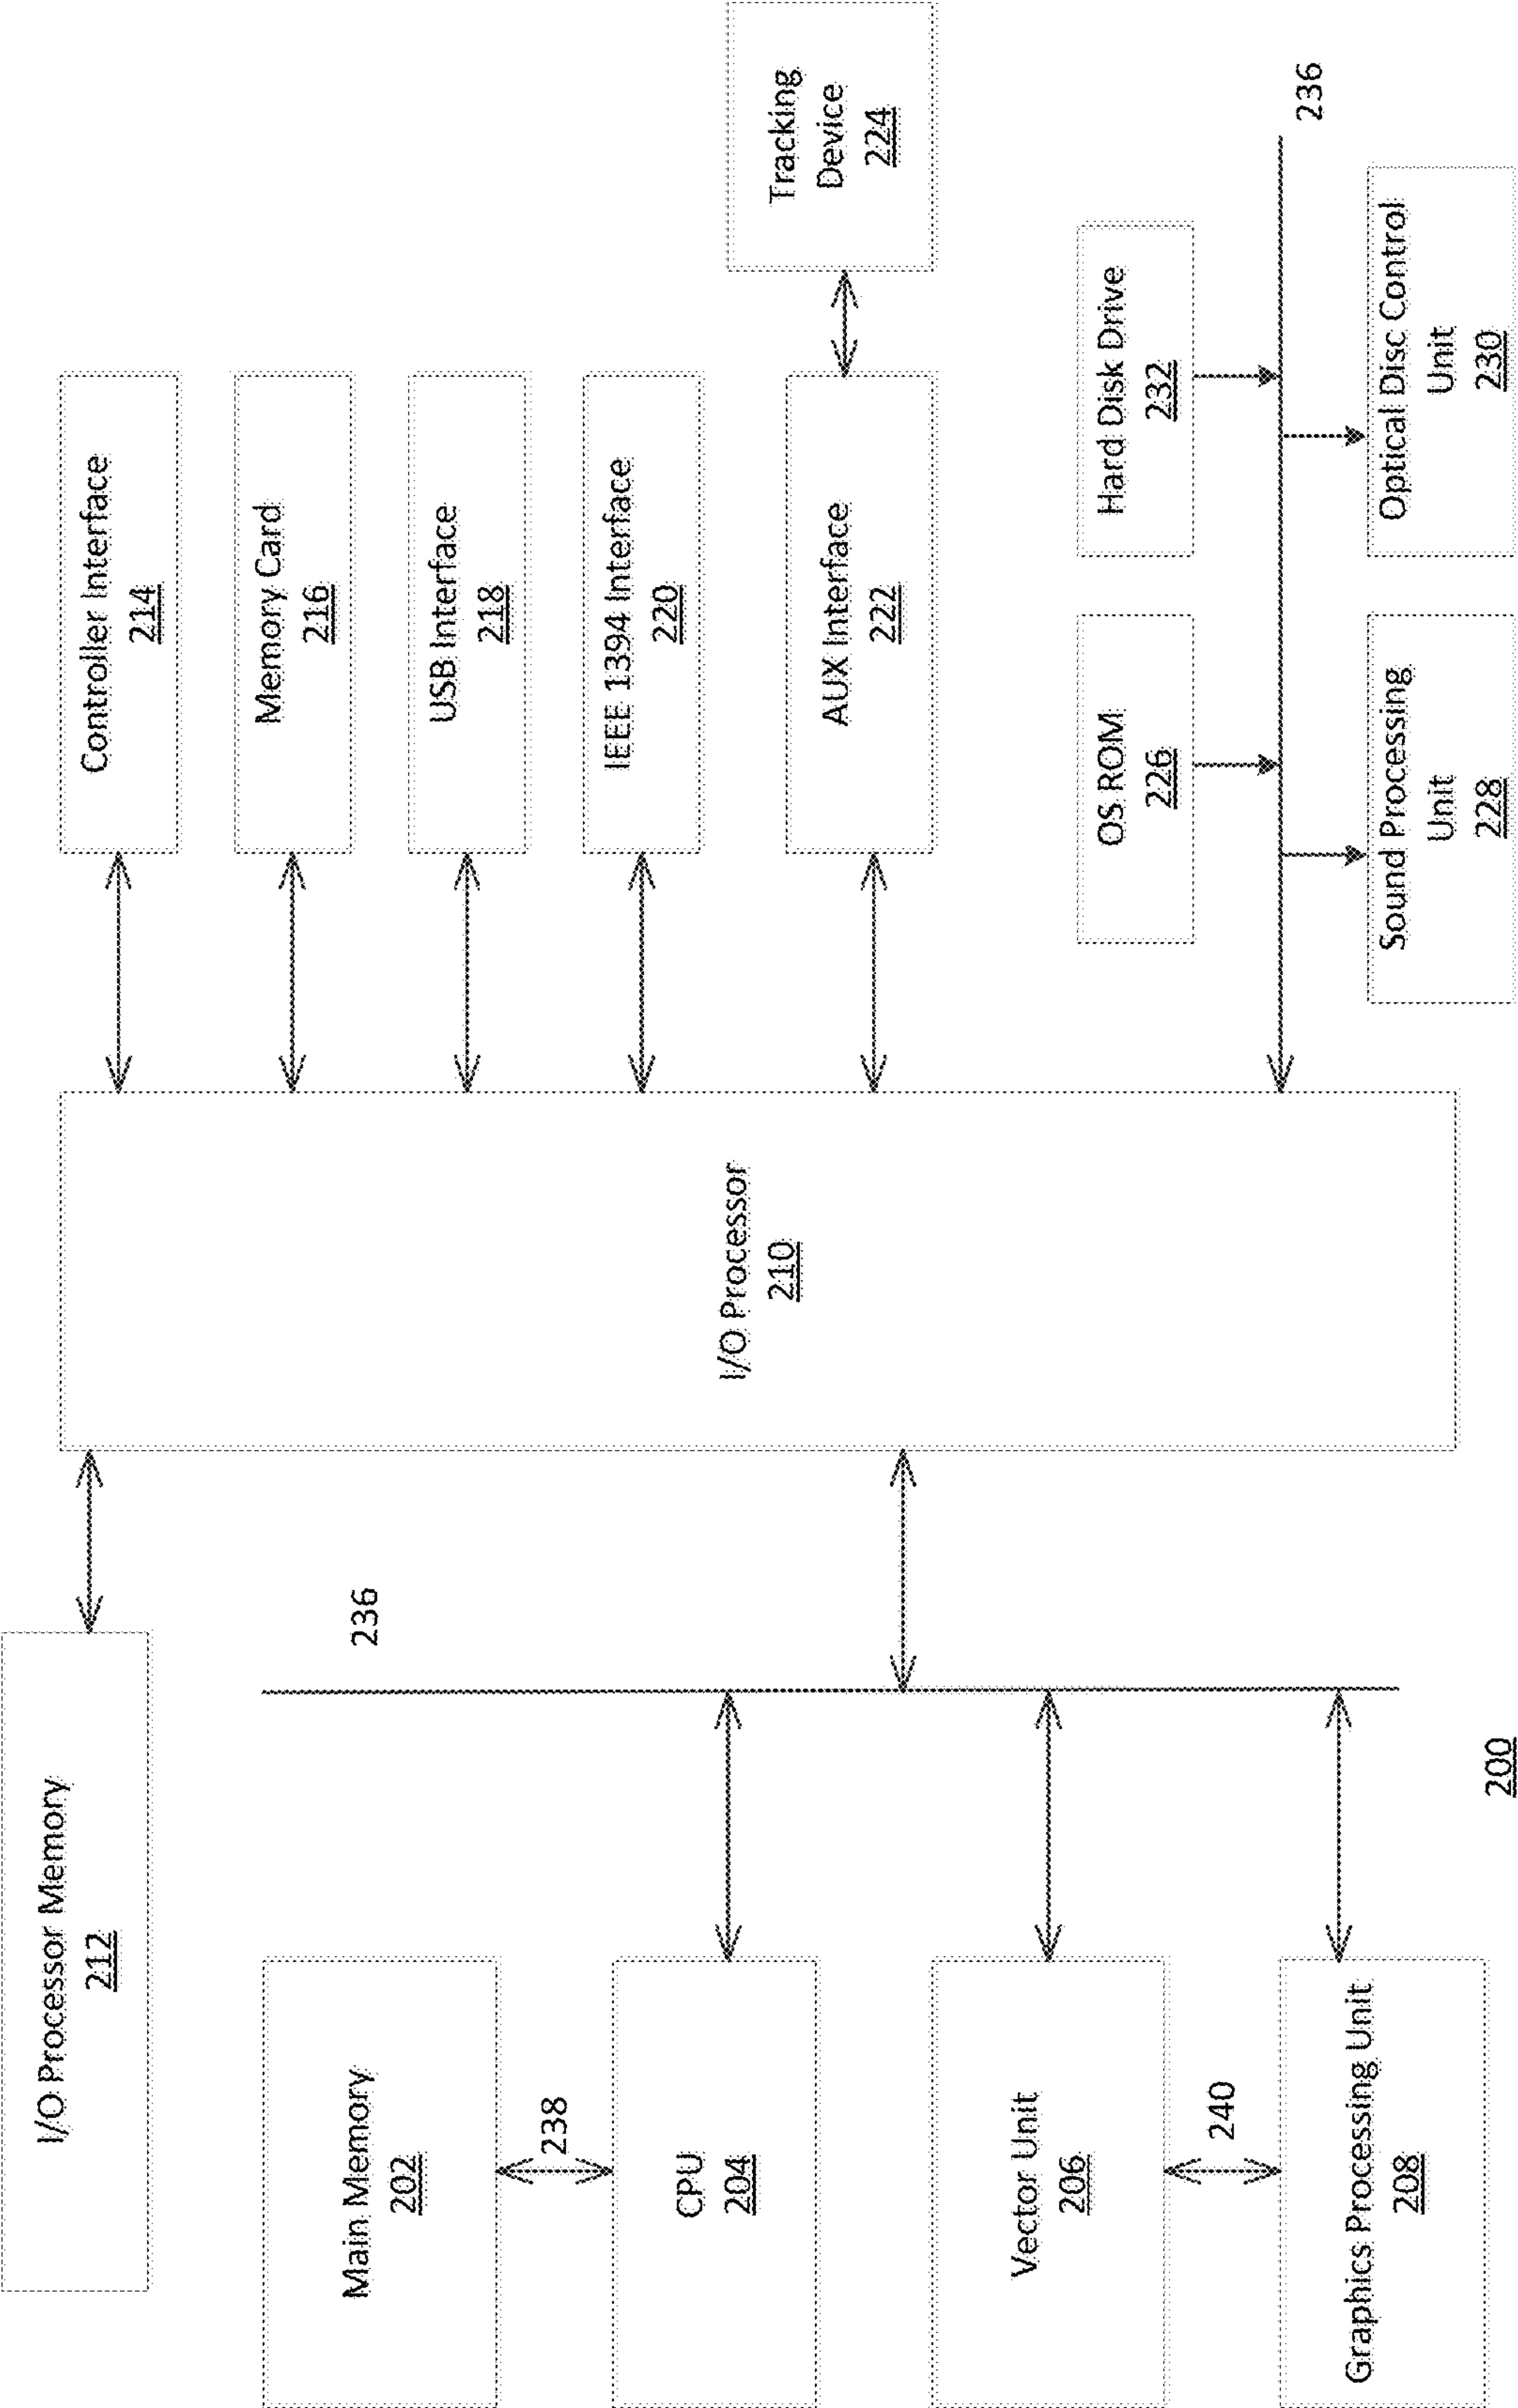 I/O Processor Memory
212
Main Memory
202
238
CPU
204
Vector Unit
206
240
Graphics Processing Unit
208
236
200
I/O Processor
210
Controller Interface
214
Memory Card
216
USB Interface
218
IEEE 1394 Interface
220
AUX Interface
222
Tracking
Device
224
OS ROM
226
Hard Disk Drive
232
236
Sound Processing
Unit
228
Optical Disc Control
Unit
230